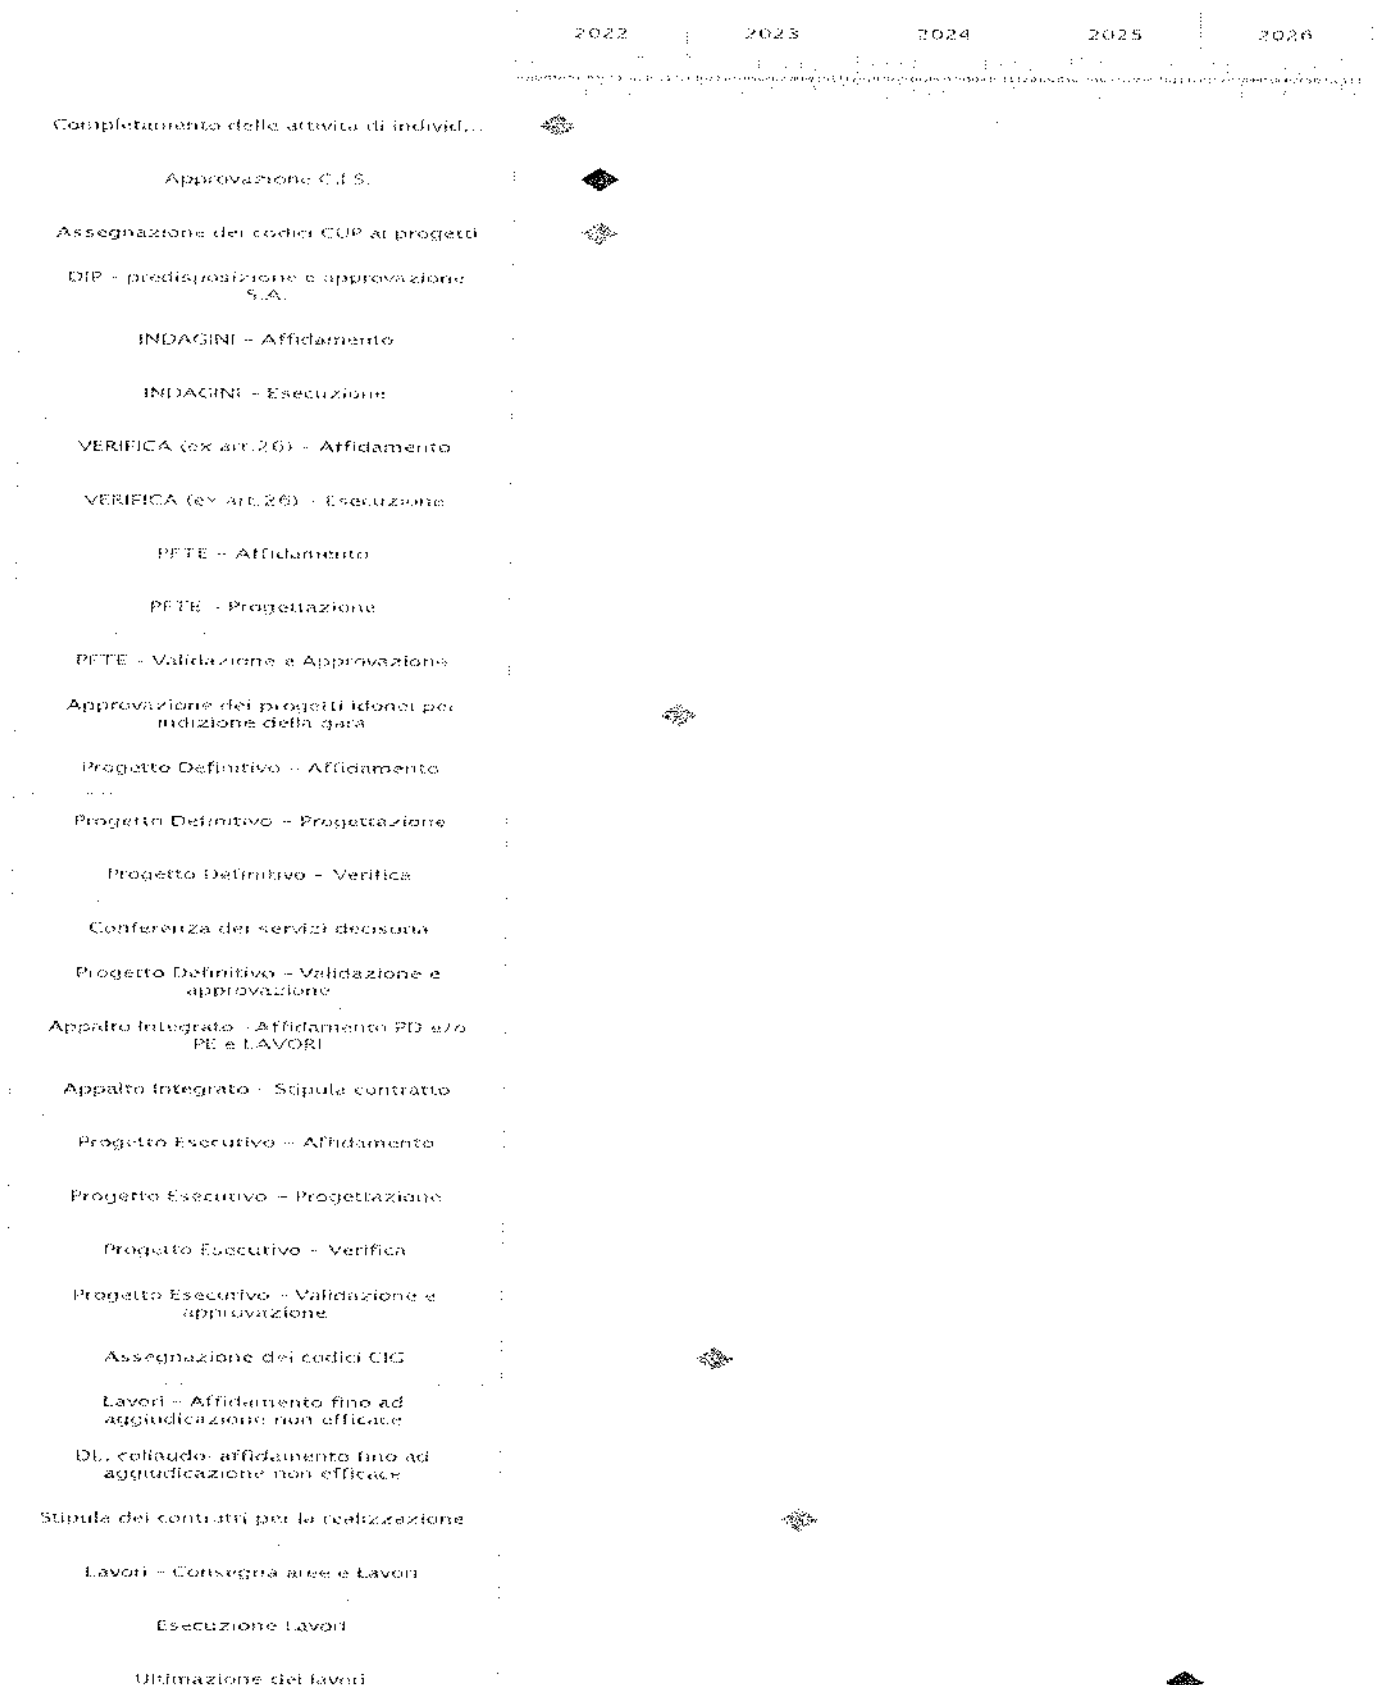 2022 2023 2024 2025 2026
Completamento delle attività di individ...
Approvazione C.I.S.
Assegnazione dei codici CUP ai progetti
DIP - predisposizione e approvazione
S.A.
INDAGINI - Affidamento
INDAGINI - Esecuzione
VERIFICA (ex art.26) - Affidamento
VERIFICA (ex art.26) - Esecuzione
PFTE - Affidamento
PFTE - Progettazione
PFTE - Validazione e Approvazione
Approvazione dei progetti idonei per
indizione della gara
Progetto Definitivo - Affidamento
Progetto Definitivo - Progettazione
Progetto Definitivo - Verifica
Conferenza dei servizi decisoria
Progetto Definitivo - Validazione e
approvazione
Appalto Integrato - Affidamento PD e/o
PE e LAVORI
Appalto Integrato - Stipula contratto
Progetto Esecutivo - Affidamento
Progetto Esecutivo - Progettazione
Progetto Esecutivo - Verifica
Progetto Esecutivo - Validazione e
approvazione
Assegnazione dei codici CIG
Lavori - Affidamento fino ad
aggiudicazione non efficace
DL, collaudo- affidamento fino ad
aggiudicazione non efficace
Stipula dei contratti per la realizzazione
Lavori - Consegna aree e Lavori
Esecuzione Lavori
Ultimazione dei lavori